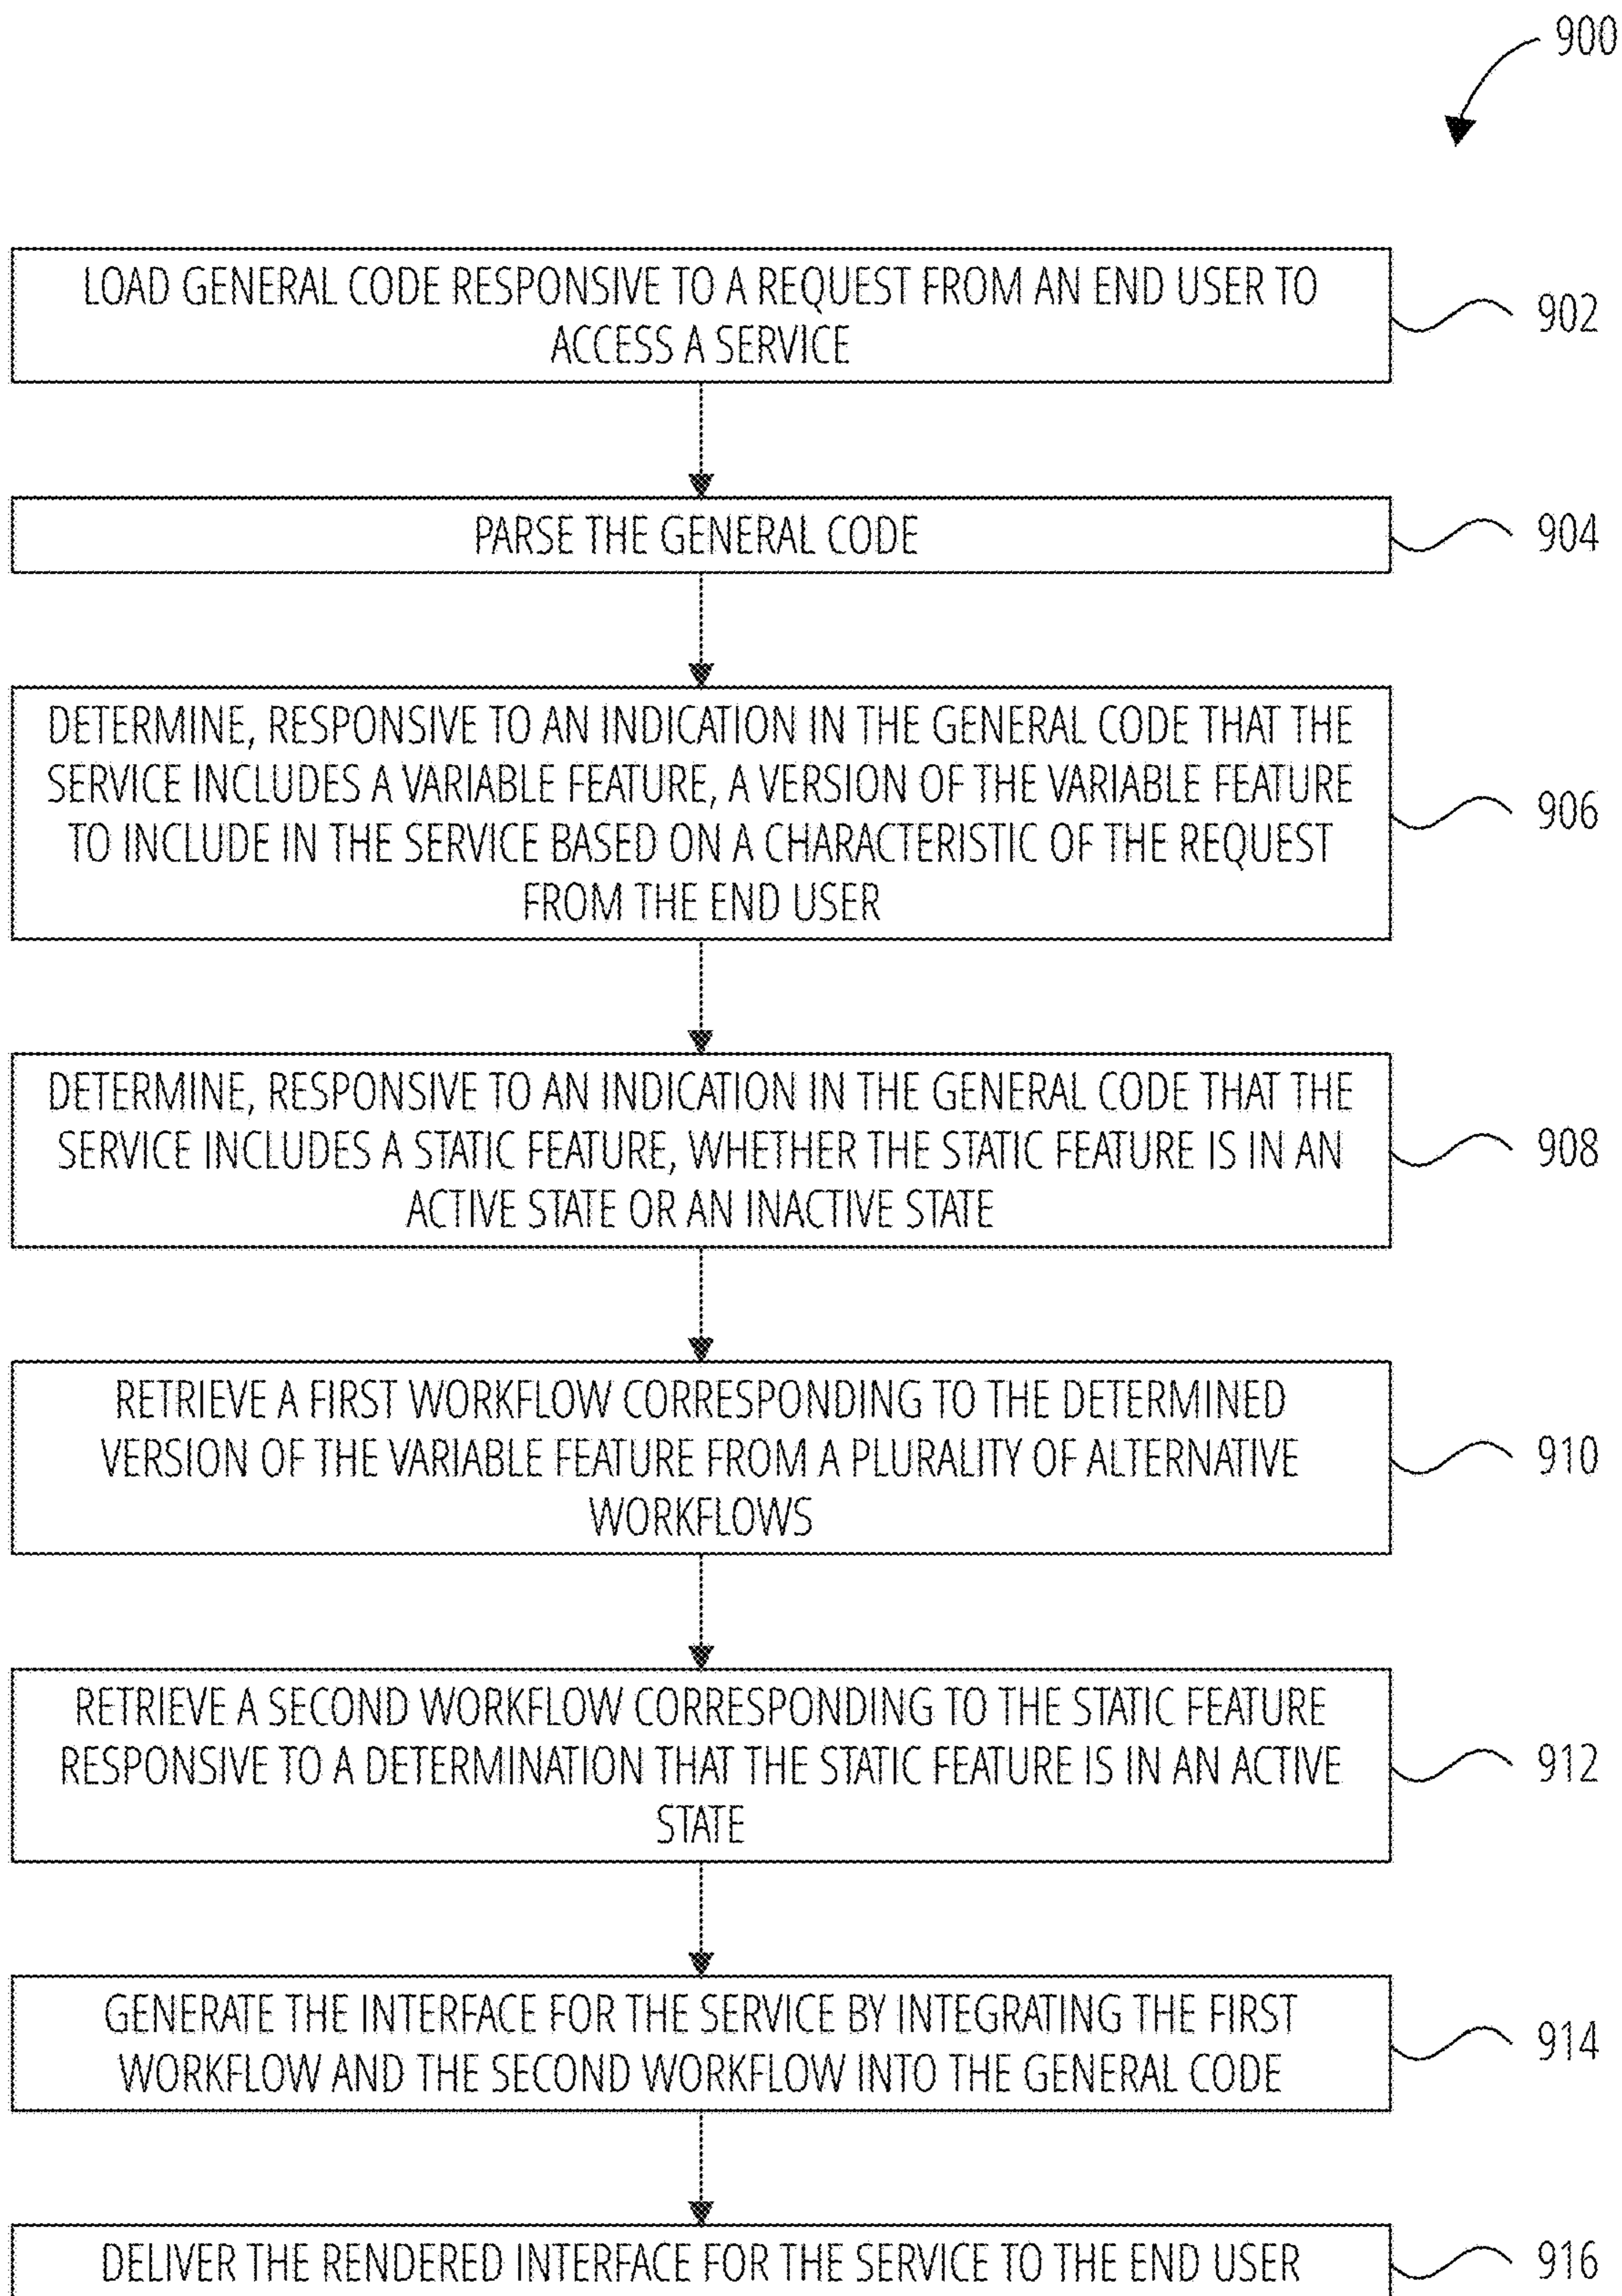 900
LOAD GENERAL CODE RESPONSIVE TO A REQUEST FROM AN END USER TO
ACCESS A SERVICE
902
PARSE THE GENERAL CODE
904
DETERMINE, RESPONSIVE TO AN INDICATION IN THE GENERAL CODE THAT THE
SERVICE INCLUDES A VARIABLE FEATURE, A VERSION OF THE VARIABLE FEATURE
TO INCLUDE IN THE SERVICE BASED ON A CHARACTERISTIC OF THE REQUEST
FROM THE END USER
906
DETERMINE, RESPONSIVE TO AN INDICATION IN THE GENERAL CODE THAT THE
SERVICE INCLUDES A STATIC FEATURE, WHETHER THE STATIC FEATURE IS IN AN
ACTIVE STATE OR AN INACTIVE STATE
908
RETRIEVE A FIRST WORKFLOW CORRESPONDING TO THE DETERMINED
VERSION OF THE VARIABLE FEATURE FROM A PLURALITY OF ALTERNATIVE
WORKFLOWS
910
RETRIEVE A SECOND WORKFLOW CORRESPONDING TO THE STATIC FEATURE
RESPONSIVE TO A DETERMINATION THAT THE STATIC FEATURE IS IN AN ACTIVE
STATE
912
GENERATE THE INTERFACE FOR THE SERVICE BY INTEGRATING THE FIRST
WORKFLOW AND THE SECOND WORKFLOW INTO THE GENERAL CODE
914
DELIVER THE RENDERED INTERFACE FOR THE SERVICE TO THE END USER
916